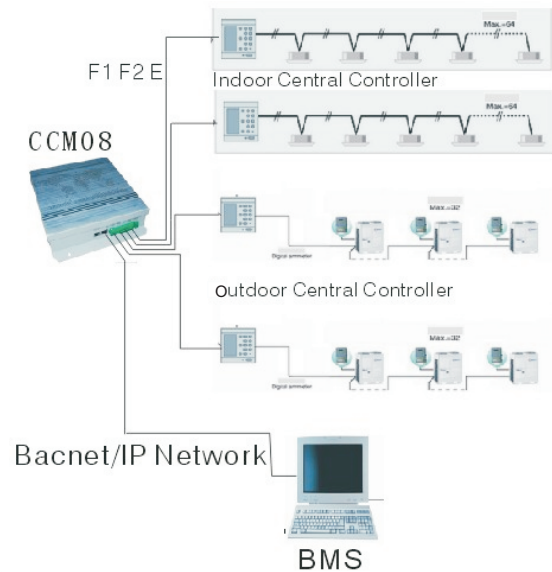 Max.=64
F1 F2 E
Indoor Central Controller
Max.=64
CCM08
Max.=32
Digital ammeter
Outdoor Central Controller
Max.=32
Digital ammeter
Bacnet/IP Network
BMS